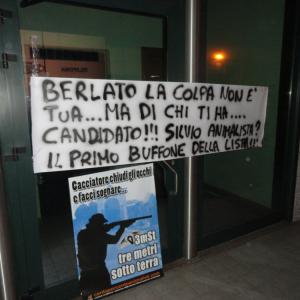 BERLATO LA COLPA NON E'
TUA...MA DI CHI TI HA....
CANDIDATO!!! SILVIO ANIMALISTA?
IL PRIMO BUFFONE DELLA LISTA!!!
Cacciatore chiudi gli occhi
e facci sognare...
3mSt
tre metri
sotto terra